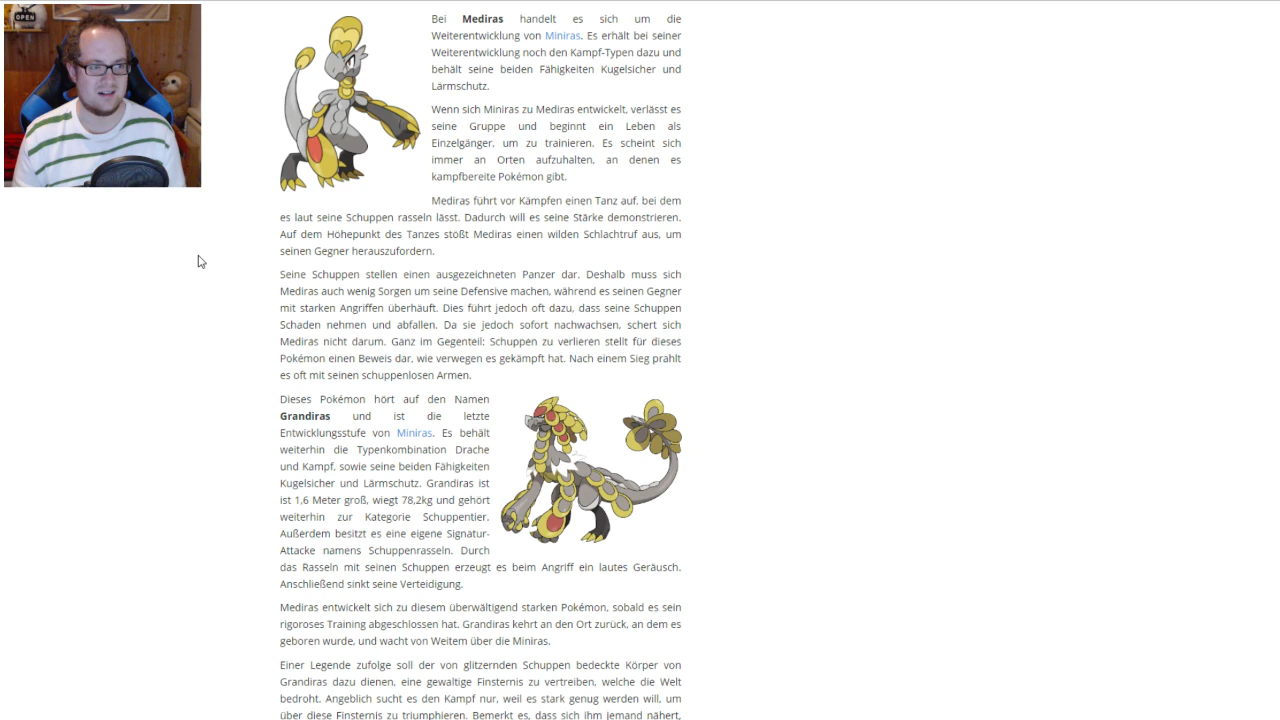 OPEN
Bei Mediras handelt es sich um die
Weiterentwicklung von Miniras. Es erhält bei seiner
Weiterentwicklung noch den Kampf-Typen dazu und
behält seine beiden Fähigkeiten Kugelsicher und
Lärmschutz.
Wenn sich Miniras zu Mediras entwickelt, verlässt es
seine Gruppe und beginnt ein Leben als
Einzelgänger, um zu trainieren. Es scheint sich
immer an Orten aufzuhalten, an denen es
kampfbereite Pokémon gibt.
Mediras führt vor Kämpfen einen Tanz auf, bei dem
es laut seine Schuppen rasseln lässt. Dadurch will es seine Stärke demonstrieren.
Auf dem Höhepunkt des Tanzes stößt Mediras einen wilden Schlachtruf aus, um
seinen Gegner herauszufordern.
Seine Schuppen stellen einen ausgezeichneten Panzer dar. Deshalb muss sich
Mediras auch wenig Sorgen um seine Defensive machen, während es seinen Gegner
mit starken Angriffen überhäuft. Dies führt jedoch oft dazu, dass seine Schuppen
Schaden nehmen und abfallen. Da sie jedoch sofort nachwachsen, schert sich
Mediras nicht darum. Ganz im Gegenteil: Schuppen zu verlieren stellt für dieses
Pokémon einen Beweis dar, wie verwegen es gekämpft hat. Nach einem Sieg prahlt
es oft mit seinen schuppenlosen Armen.
Dieses Pokémon hört auf den Namen
Grandiras und ist die letzte
Entwicklungsstufe von Miniras. Es behält
weiterhin die Typenkombination Drache
und Kampf, sowie seine beiden Fähigkeiten
Kugelsicher und Lärmschutz. Grandiras ist
ist 1,6 Meter groß, wiegt 78,2kg und gehört
weiterhin zur Kategorie Schuppentier.
Außerdem besitzt es eine eigene Signatur-
Attacke namens Schuppenrasseln. Durch
das Rasseln mit seinen Schuppen erzeugt es beim Angriff ein lautes Geräusch.
Anschließend sinkt seine Verteidigung.
Mediras entwickelt sich zu diesem überwältigend starken Pokémon, sobald es sein
rigoroses Training abgeschlossen hat. Grandiras kehrt an den Ort zurück, an dem es
geboren wurde, und wacht von Weitem über die Miniras.
Einer Legende zufolge soll der von glitzernden Schuppen bedeckte Körper von
Grandiras dazu dienen, eine gewaltige Finsternis zu vertreiben, welche die Welt
bedroht. Angeblich sucht es den Kampf nur, weil es stark genug werden will, um
über diese Finsternis zu triumphieren. Bemerkt es, dass sich ihm jemand nähert,